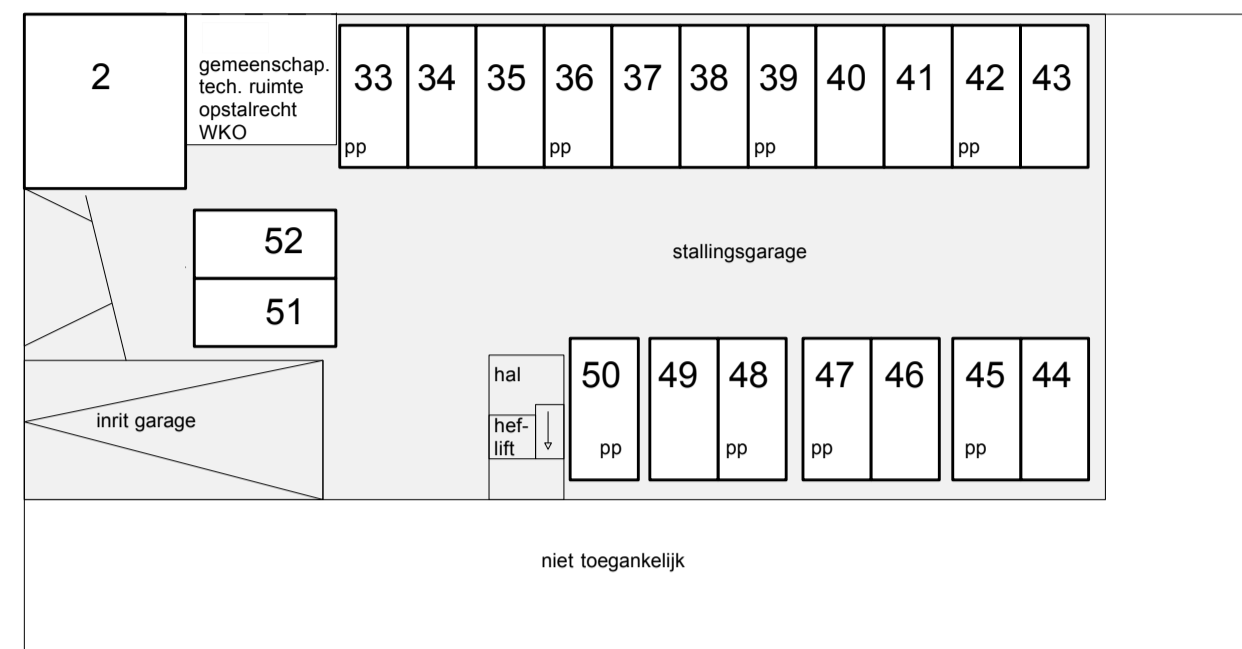 2
gemeenschap.
tech. ruimte
opstalrecht
WKO
33 34 35 36 37 38 39 40 41 42 43
pp pp pp pp
52
51
stallingsgarage
inrit garage
hal
hef-
lift
50 49 48 47 46 45 44
pp pp pp pp
niet toegankelijk